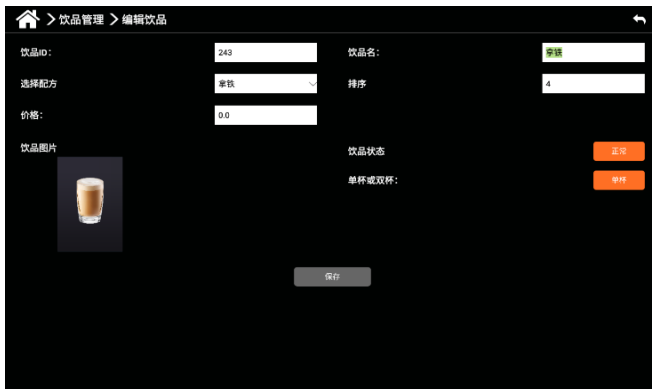 饮品管理 编辑饮品
饮品ID: 243 饮品名: 拿铁
选择配方 拿铁 排序 4
价格: 0.0
饮品图片 饮品状态 正常
单杯或双杯: 单杯
保存